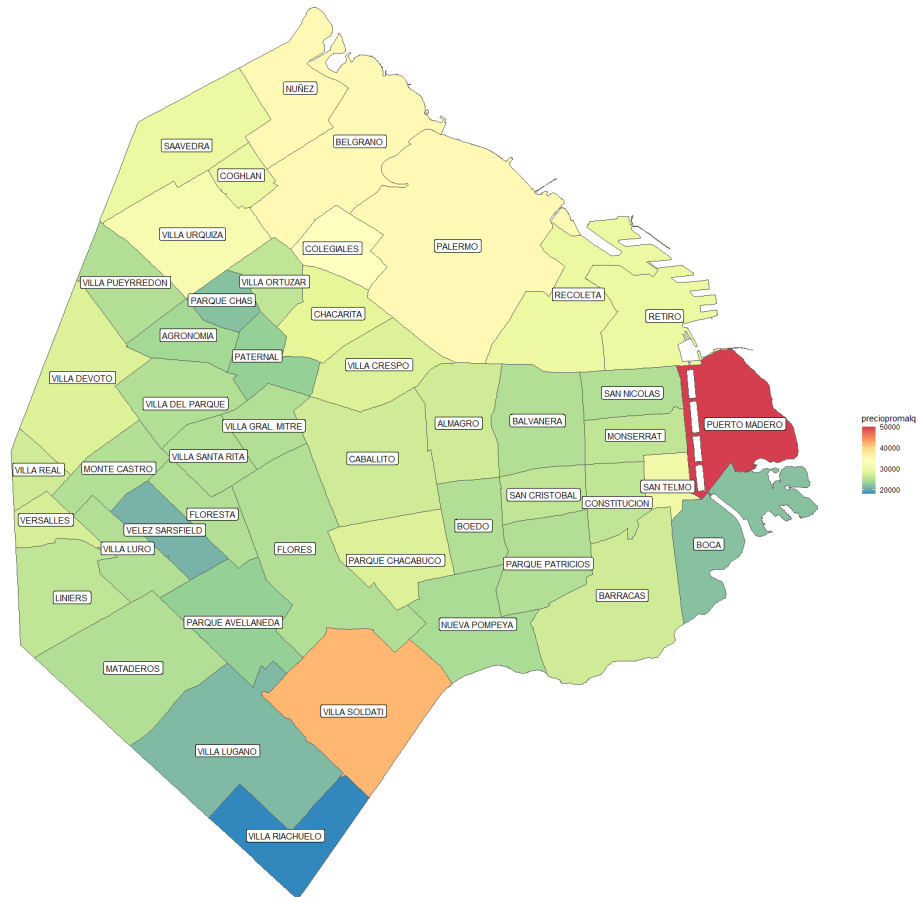 NUÑEZ
BELGRANO
SAAVEDRA
COGHLAN
VILLA URQUIZA
COLEGIALES
PALERMO
VILLA PUEYRREDON
VILLA ORTUZAR
PARQUE CHAS
RECOLETA
CHACARITA
RETIRO
AGRONOMIA
PATERNAL
VILLA CRESPO
VILLA DEVOTO
SAN NICOLAS
VILLA DEL PARQUE
ALMAGRO
BALVANERA
PUERTO MADERO
VILLA GRAL. MITRE
MONSERRAT
VILLA SANTA RITA
CABALLITO
VILLA REAL
MONTE CASTRO
SAN TELMO
SAN CRISTOBAL
CONSTITUCION
FLORESTA
VERSALLES
VELEZ SARSFIELD
BOEDO
BOCA
VILLA LURO
FLORES
PARQUE CHACABUCO
PARQUE PATRICIOS
LINIERS
BARRACAS
PARQUE AVELLANEDA
NUEVA POMPEYA
MATADEROS
VILLA SOLDATI
VILLA LUGANO
VILLA RIACHUELO
preciopromalq
50000
40000
30000
20000